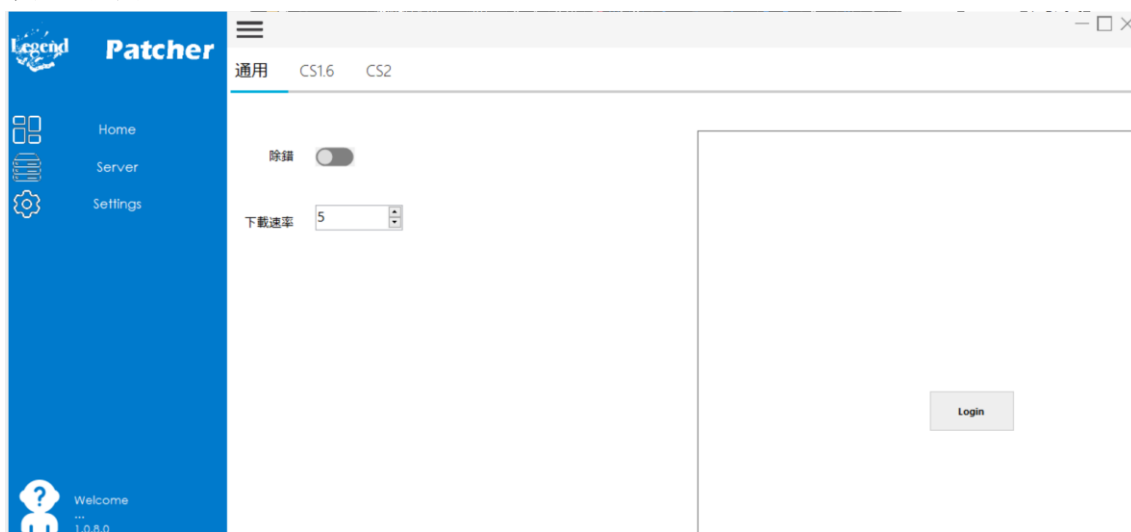 Legend
Patcher
Home
Server
Settings
Welcome
...
1.0.8.0
通用 CS1.6 CS2
除錯
下載速率 5
Login